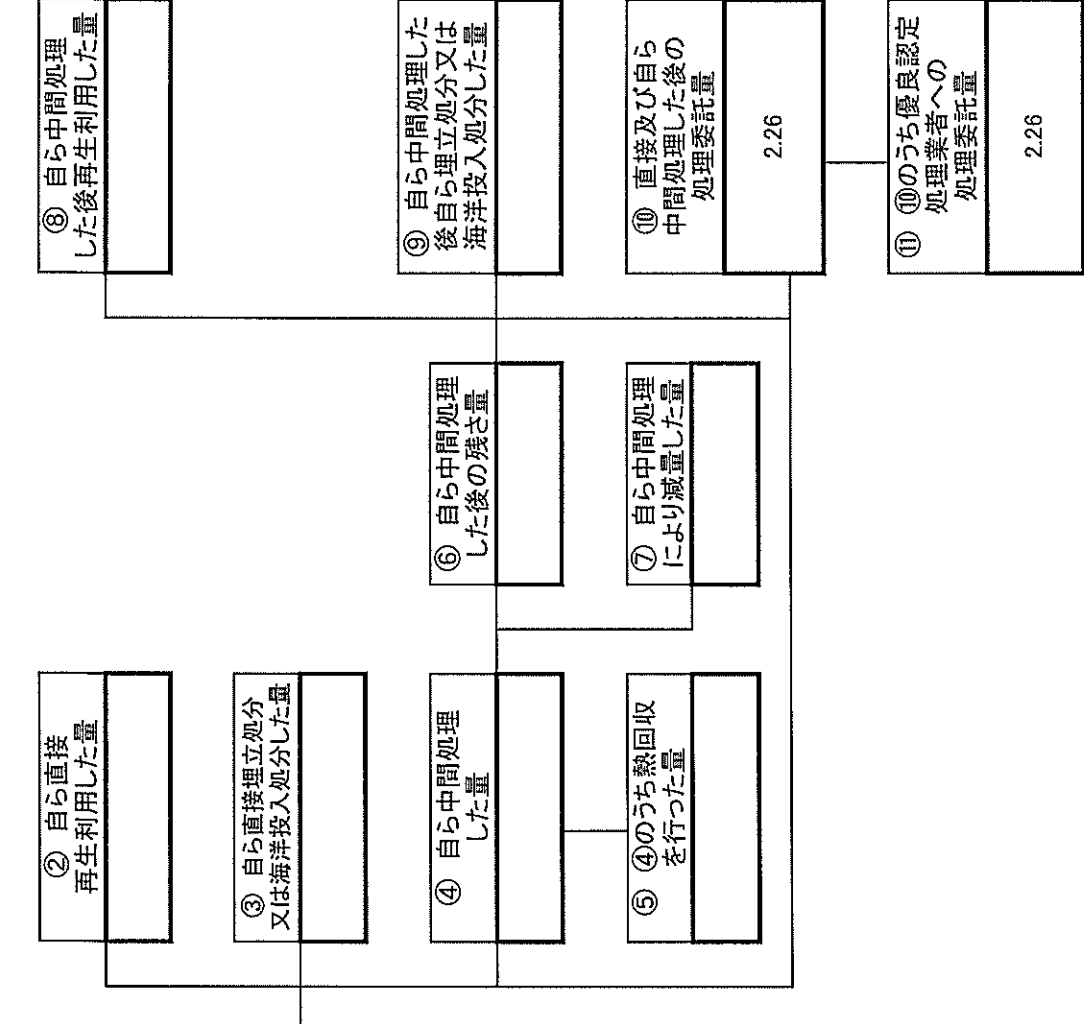 ② 自ら直接
再生利用した量
③ 自ら直接埋立処分
又は海洋投入処分した量
④ 自ら中間処理
した量
⑤ ④のうち熱回収
を行った量
⑥ 自ら中間処理
した後の残さ量
⑦ 自ら中間処理
により減量した量
⑧ 自ら中間処理
した後再生利用した量
⑨ 自ら中間処理した
後自ら埋立処分又は
海洋投入処分した量
⑩ 直接及び自ら
中間処理した後の
処理委託量
2.26
⑪ ⑩のうち優良認定
処理業者への
処理委託量
2.26